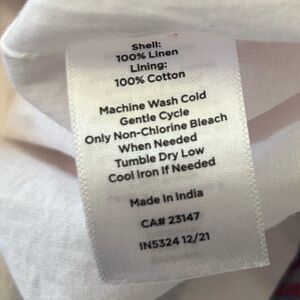 Shell:
100% Linen
Lining:
100% Cotton
Machine Wash Cold
Gentle Cycle
Only Non-Chlorine Bleach
When Needed
Tumble Dry Low
Cool Iron If Needed
Made In India
CA# 23147
IN5324 12/21